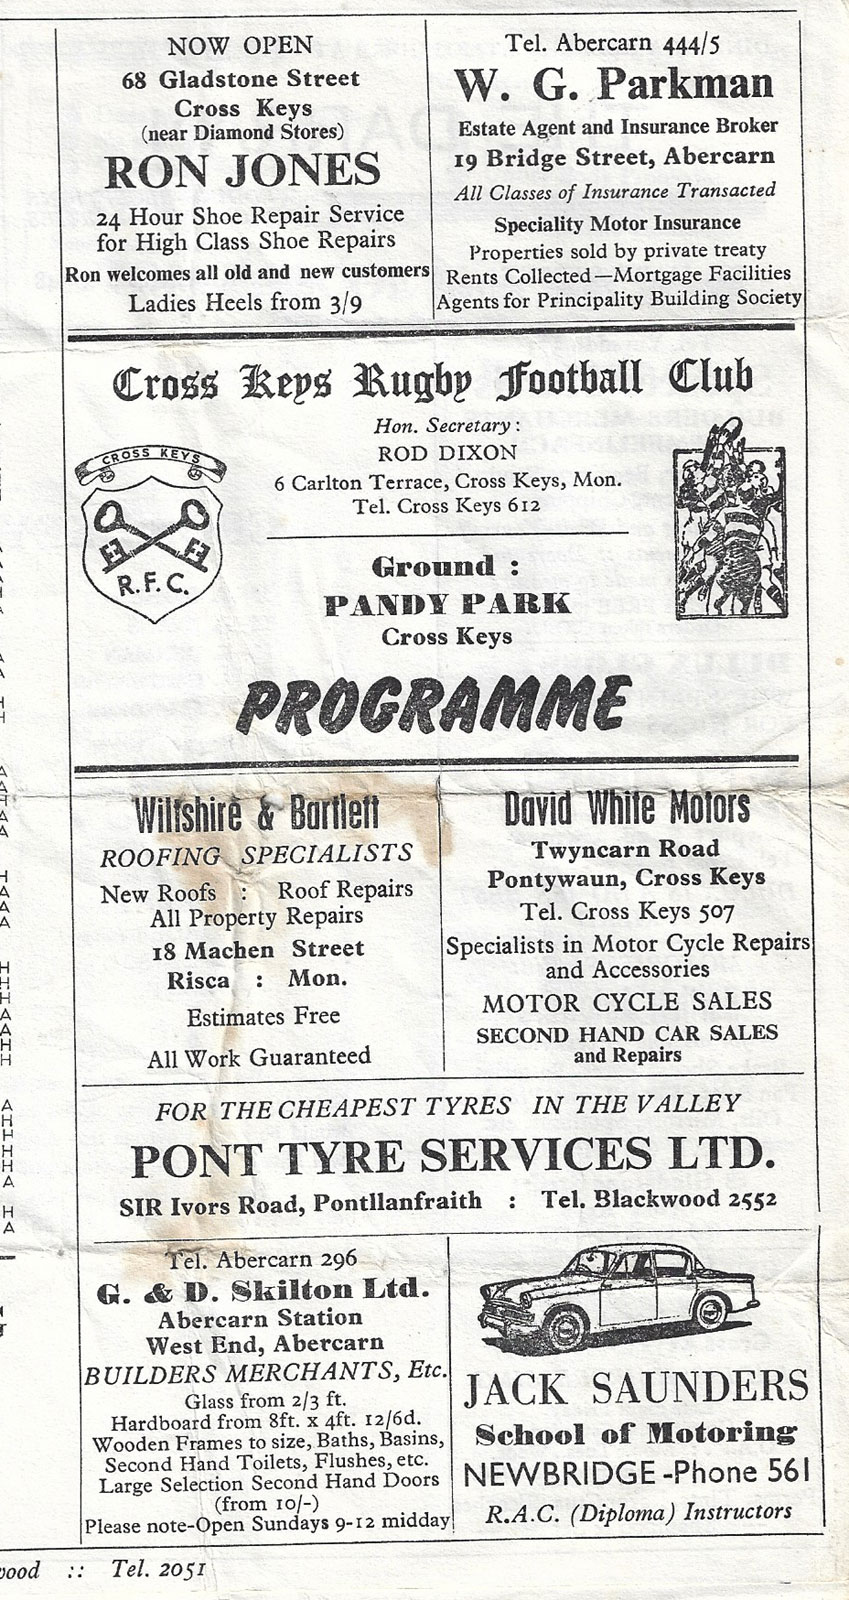 NOW OPEN
68 Gladstone Street
Cross Keys
(near Diamond Stores)
RON JONES
24 Hour Shoe Repair Service
for High Class Shoe Repairs
Ron welcomes all old and new customers
Ladies Heels from 3/9
Tel. Abercarn 444/5
W. G. Parkman
Estate Agent and Insurance Broker
19 Bridge Street, Abercarn
All Classes of Insurance Transacted
Speciality Motor Insurance
Properties sold by private treaty
Rents Collected—Mortgage Facilities
Agents for Principality Building Society
Cross Keys Rugby Football Club
CROSS KEYS
R.F.C.
Hon. Secretary :
ROD DIXON
6 Carlton Terrace, Cross Keys, Mon.
Tel. Cross Keys 612
Ground :
PANDY PARK
Cross Keys
PROGRAMME
Wiltshire & Bartlett
ROOFING SPECIALISTS
New Roofs : Roof Repairs
All Property Repairs
18 Machen Street
Risca : Mon.
Estimates Free
All Work Guaranteed
David White Motors
Twyncarn Road
Pontywaun, Cross Keys
Tel. Cross Keys 507
Specialists in Motor Cycle Repairs
and Accessories
MOTOR CYCLE SALES
SECOND HAND CAR SALES
and Repairs
FOR THE CHEAPEST TYRES IN THE VALLEY
PONT TYRE SERVICES LTD.
SIR Ivors Road, Pontllanfraith : Tel. Blackwood 2552
Tel. Abercarn 296
G. & D. Skilton Ltd.
Abercarn Station
West End, Abercarn
BUILDERS MERCHANTS, Etc.
Glass from 2/3 ft.
Hardboard from 8ft. x 4ft. 12/6d.
Wooden Frames to size, Baths, Basins,
Second Hand Toilets, Flushes, etc.
Large Selection Second Hand Doors
(from 10/-)
Please note-Open Sundays 9-12 midday
JACK SAUNDERS
School of Motoring
NEWBRIDGE -Phone 561
R.A.C. (Diploma) Instructors
wood :: Tel. 2051